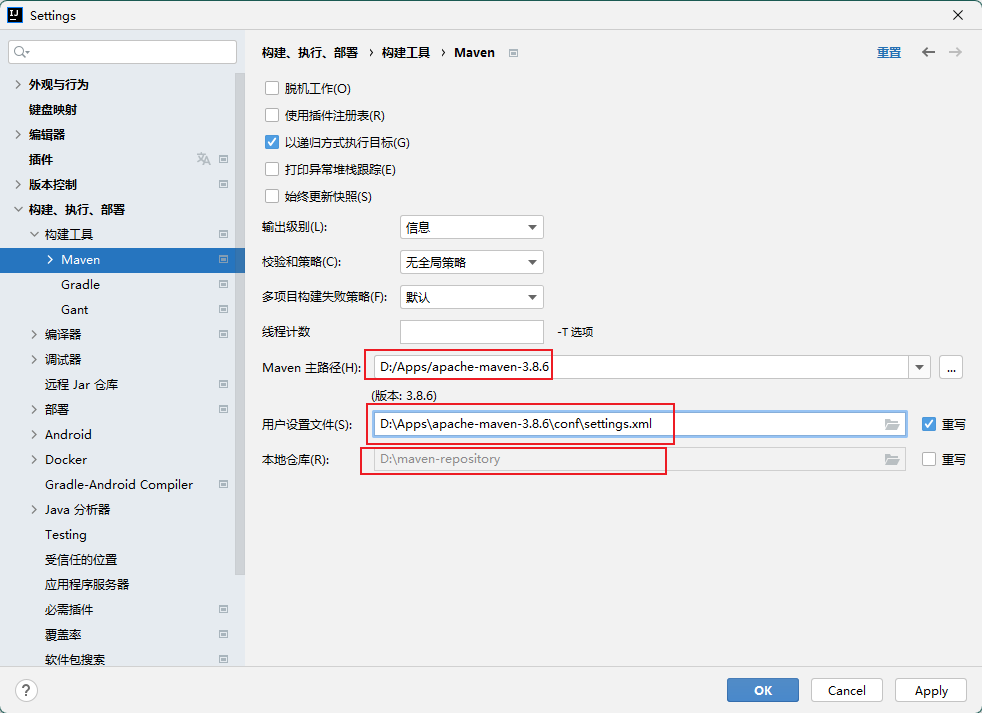 Settings
外观与行为
键盘映射
编辑器
插件
版本控制
构建、执行、部署
构建工具
Maven
Gradle
Gant
编译器
调试器
远程 Jar 仓库
部署
Android
Docker
Gradle-Android Compiler
Java 分析器
Testing
受信任的位置
应用程序服务器
必需插件
覆盖率
软件包搜索
构建、执行、部署 › 构建工具 › Maven 重置
脱机工作(O)
使用插件注册表(R)
以递归方式执行目标(G)
打印异常堆栈跟踪(E)
始终更新快照(S)
输出级别(L): 信息
校验和策略(C): 无全局策略
多项目构建失败策略(F): 默认
线程计数 -T 选项
Maven 主路径(H): D:/Apps/apache-maven-3.8.6 ...
(版本: 3.8.6)
用户设置文件(S): D:\Apps\apache-maven-3.8.6\conf\settings.xml 重写
本地仓库(R): D:\maven-repository 重写
? OK Cancel Apply